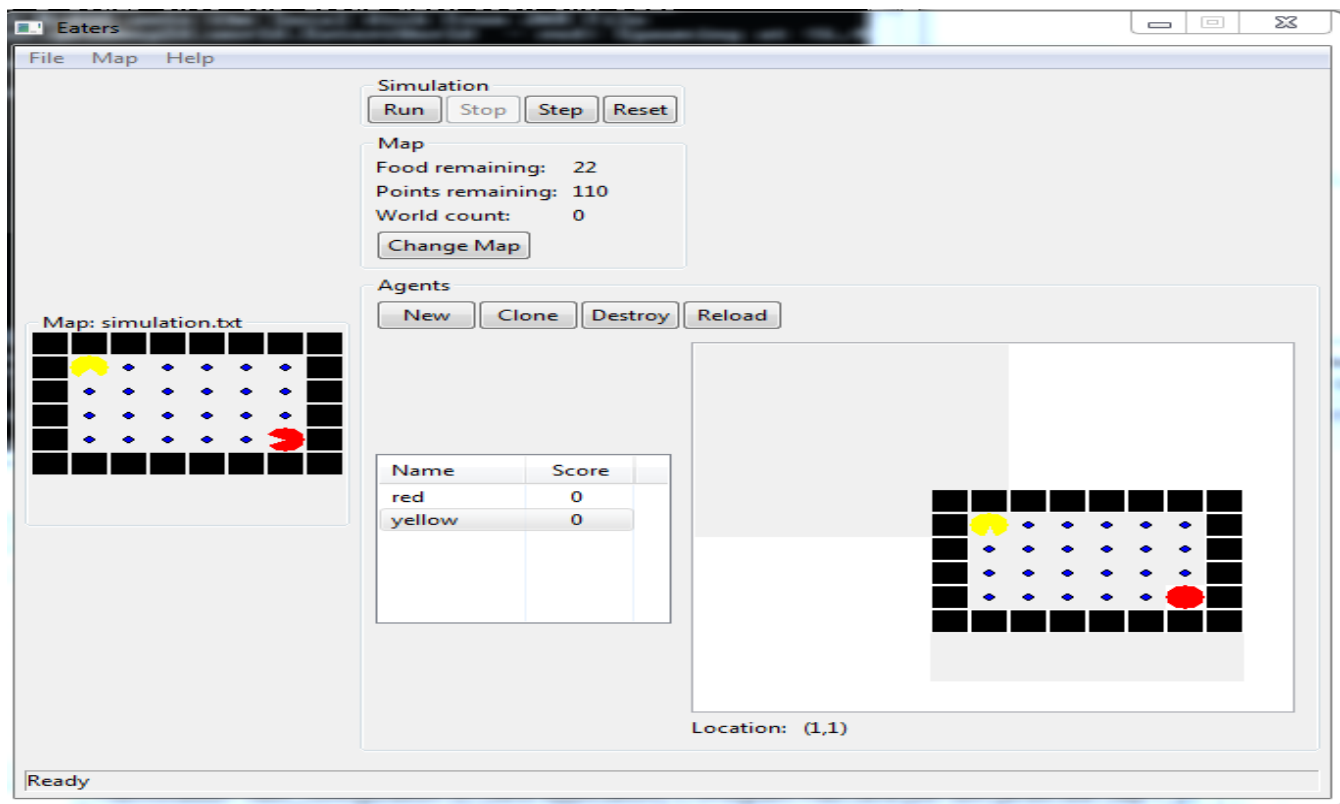 Eaters
File Map Help
Simulation
Run Stop Step Reset
Map
Food remaining: 22
Points remaining: 110
World count: 0
Change Map
Agents
New Clone Destroy Reload
Map: simulation.txt
Name Score
red 0
yellow 0
Location: (1,1)
Ready